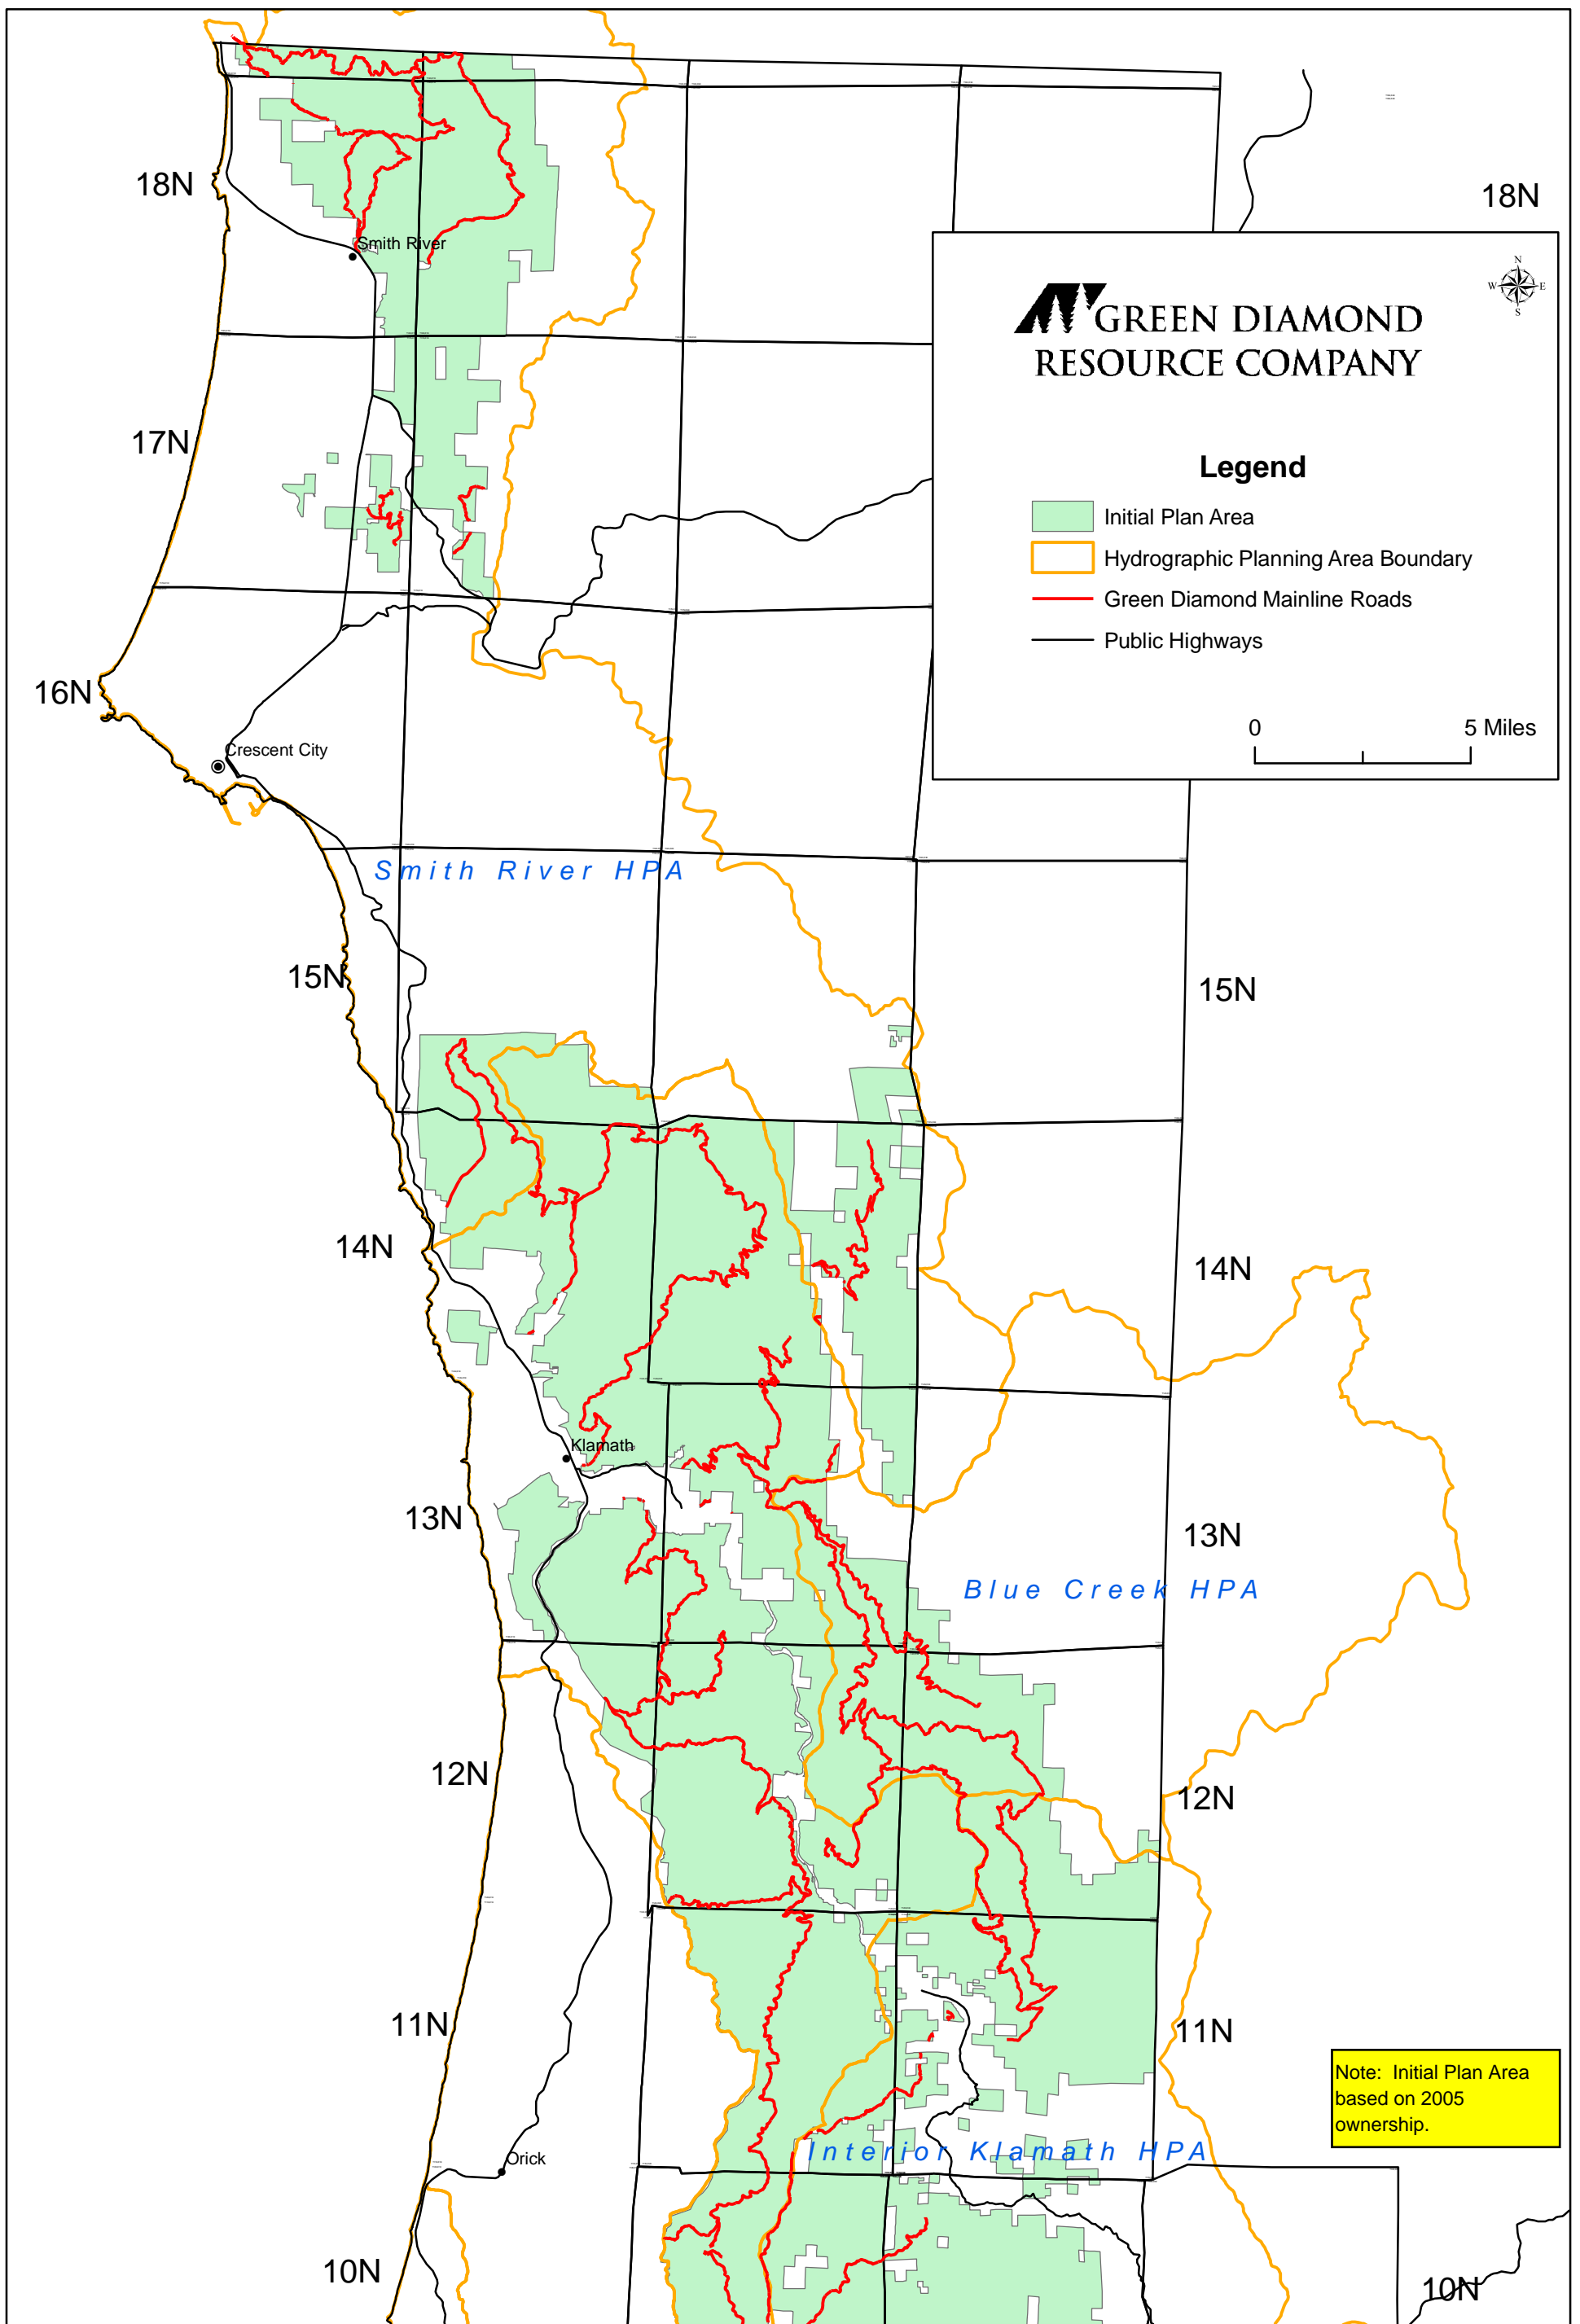 18N
18N
Smith River
N
W
E
S
GREEN DIAMOND
RESOURCE COMPANY
Legend
Initial Plan Area
Hydrographic Planning Area Boundary
Green Diamond Mainline Roads
Public Highways
0
5 Miles
17N
16N
Crescent City
Smith River HPA
15N
15N
14N
14N
Klamath
13N
13N
Blue Creek HPA
12N
12N
11N
11N
Note: Initial Plan Area
based on 2005
ownership.
Interior Klamath HPA
Orick
10N
10N